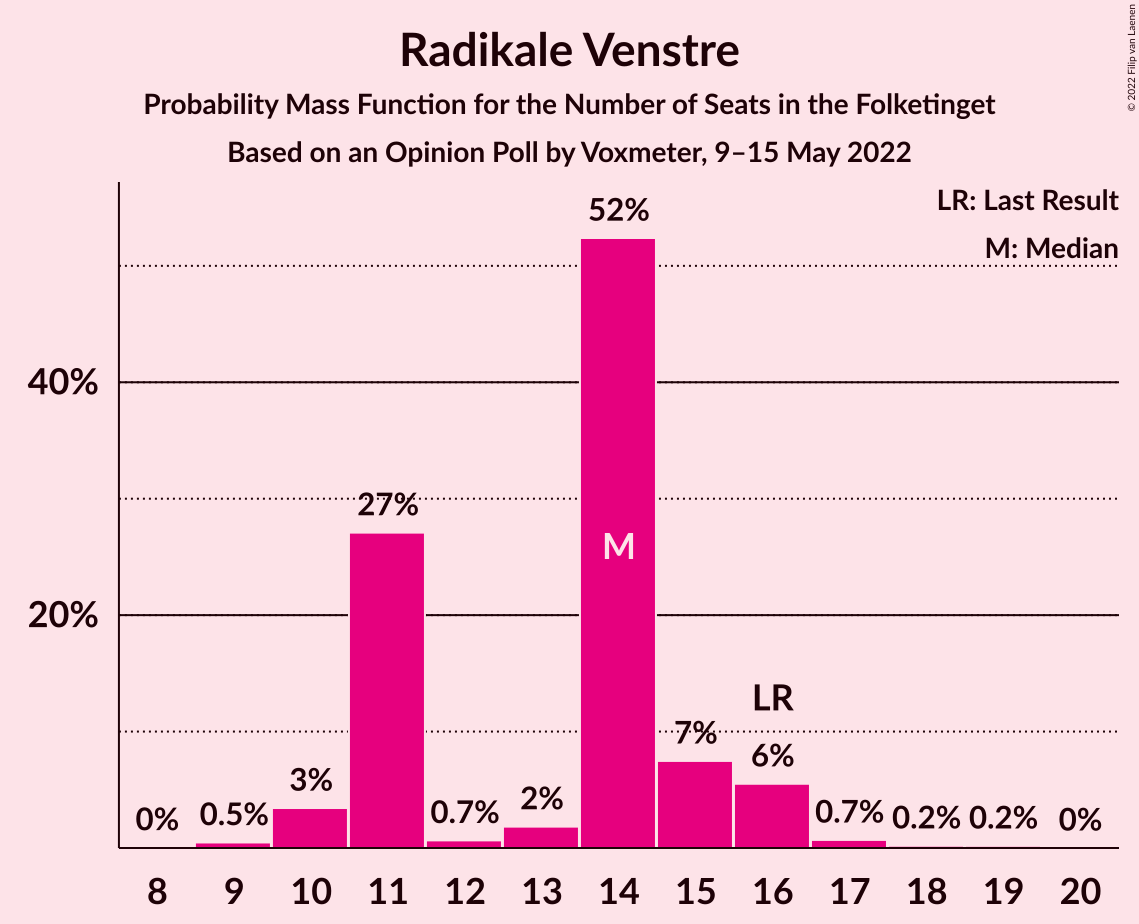 Radikale Venstre
Probability Mass Function for the Number of Seats in the Folketinget
Based on an Opinion Poll by Voxmeter, 9–15 May 2022
© 2022 Filip van Laenen
LR: Last Result
M: Median
52%
40%
27%
M
20%
LR
7%
6%
3%
2%
0%
0.5%
0.7%
0.7%
0.2%
0.2%
0%
8 9 10 11 12 13 14 15 16 17 18 19 20